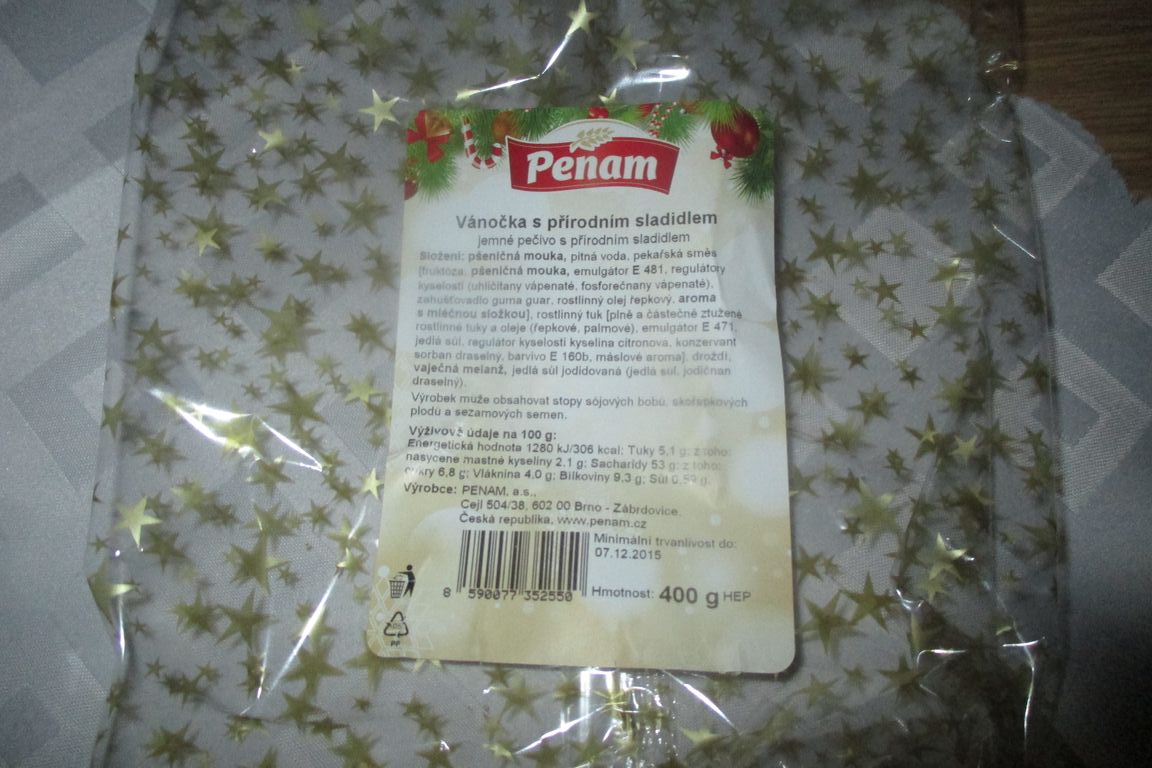 Penam
Vánočka s přírodním sladidlem
jemné pečivo s přírodním sladidlem
Složení: pšeničná mouka, pitná voda, pekařská směs
[fruktóza, pšeničná mouka, emulgátor E 481, regulátory
kyselosti (uhličitany vápenaté, fosforečnany vápenaté),
zahušťovadlo guma guar, rostlinný olej řepkový, aroma
s mléčnou složkou], rostlinný tuk [plně a částečně ztužené
rostlinné tuky a oleje (řepkové, palmové), emulgátor E 471,
jedlá sůl, regulátor kyselosti kyselina citronova, konzervant
sorban draselný, barvivo E 160b, máslové aroma], droždí,
vaječná melanž, jedlá sůl jodidovaná (jedlá sůl, jodičnan
draselný).
Výrobek může obsahovat stopy sójových bobů, skořápkových
plodů a sezamových semen.
Výživové údaje na 100 g:
Energetická hodnota 1280 kJ/306 kcal; Tuky 5,1 g; z toho:
nasycené mastné kyseliny 2,1 g; Sacharidy 53 g; z toho:
cukry 6,8 g; Vláknina 4,0 g; Bílkoviny 9,3 g; Sůl 0,59 g.
Výrobce: PENAM, a.s.,
Cejl 504/38, 602 00 Brno - Zábrdovice,
Česká republika, www.penam.cz
Minimální trvanlivost do:
07.12.2015
8 590077 352550
Hmotnost: 400 g HEP
PP